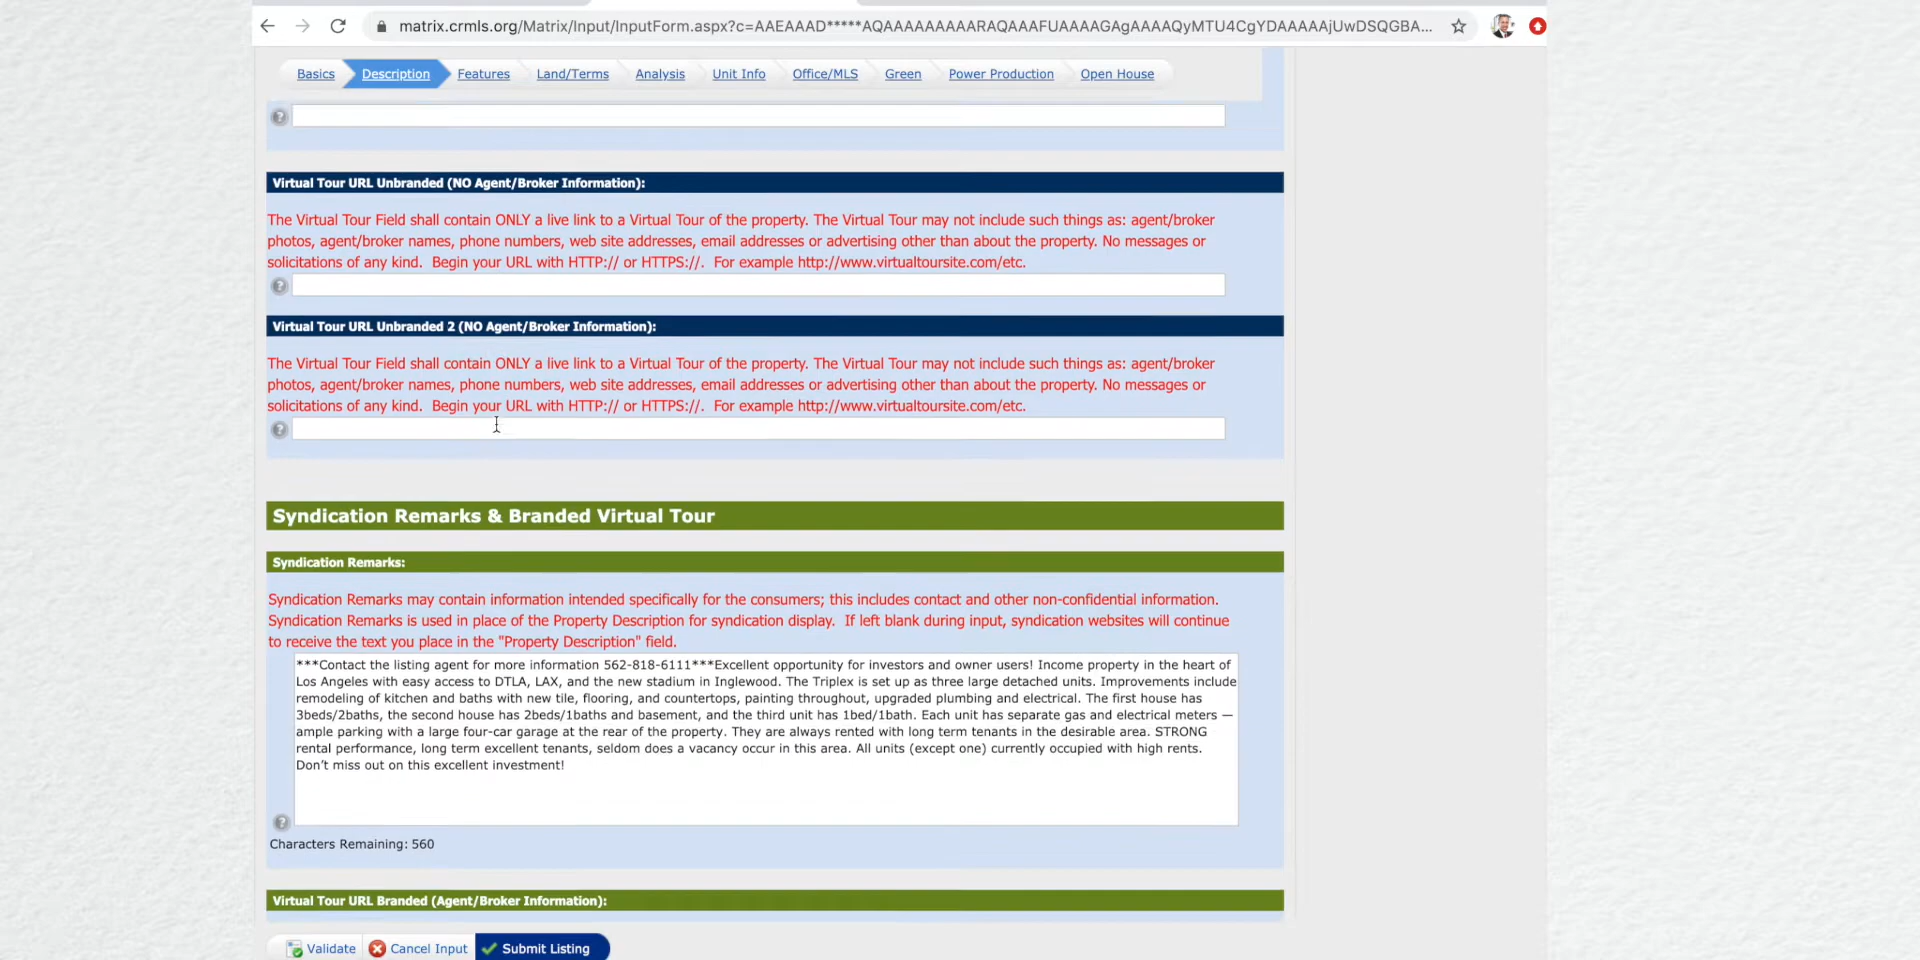 matrix.crmls.org/Matrix/Input/InputForm.aspx?c=AAEAAAD*****AQAAAAAAAAARAQAAAFUAAAAGAgAAAAQyMTU4CgYDAAAAAjUwDSQGBA...
Basics Description Features Land/Terms Analysis Unit Info Office/MLS Green Power Production Open House
?
Virtual Tour URL Unbranded (NO Agent/Broker Information):
The Virtual Tour Field shall contain ONLY a live link to a Virtual Tour of the property. The Virtual Tour may not include such things as: agent/broker
photos, agent/broker names, phone numbers, web site addresses, email addresses or advertising other than about the property. No messages or
solicitations of any kind.  Begin your URL with HTTP:// or HTTPS://.  For example http://www.virtualtoursite.com/etc.
?
Virtual Tour URL Unbranded 2 (NO Agent/Broker Information):
The Virtual Tour Field shall contain ONLY a live link to a Virtual Tour of the property. The Virtual Tour may not include such things as: agent/broker
photos, agent/broker names, phone numbers, web site addresses, email addresses or advertising other than about the property. No messages or
solicitations of any kind.  Begin your URL with HTTP:// or HTTPS://.  For example http://www.virtualtoursite.com/etc.
?
Syndication Remarks & Branded Virtual Tour
Syndication Remarks:
Syndication Remarks may contain information intended specifically for the consumers; this includes contact and other non-confidential information.
Syndication Remarks is used in place of the Property Description for syndication display.  If left blank during input, syndication websites will continue
to receive the text you place in the "Property Description" field.
***Contact the listing agent for more information 562-818-6111***Excellent opportunity for investors and owner users! Income property in the heart of
Los Angeles with easy access to DTLA, LAX, and the new stadium in Inglewood. The Triplex is set up as three large detached units. Improvements include
remodeling of kitchen and baths with new tile, flooring, and countertops, painting throughout, upgraded plumbing and electrical. The first house has
3beds/2baths, the second house has 2beds/1baths and basement, and the third unit has 1bed/1bath. Each unit has separate gas and electrical meters —
ample parking with a large four-car garage at the rear of the property. They are always rented with long term tenants in the desirable area. STRONG
rental performance, long term excellent tenants, seldom does a vacancy occur in this area. All units (except one) currently occupied with high rents.
Don't miss out on this excellent investment!
?
Characters Remaining: 560
Virtual Tour URL Branded (Agent/Broker Information):
Validate Cancel Input Submit Listing